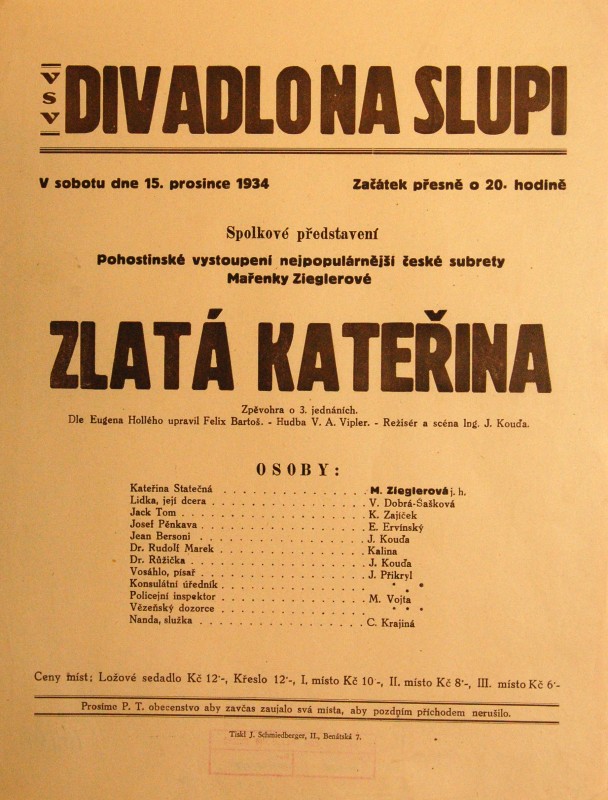 VSV DIVADLO NA SLUPI
V sobotu dne 15. prosince 1934 Začátek přesně o 20. hodině
Spolkové představení
Pohostinské vystoupení nejpopulárnější české subrety
Mařenky Zieglerové
ZLATÁ KATEŘINA
Zpěvohra o 3. jednáních.
Dle Eugena Hollého upravil Felix Bartoš. - Hudba V. A. Vipler. - Režisér a scéna Ing. J. Kouďa.
OSOBY:
Kateřina Statečná . . . . . . . . . . . . M. Zieglerová j. h.
Lidka, její dcera . . . . . . . . . . . . V. Dobrá-Sašková
Jack Tom . . . . . . . . . . . . K. Zajíček
Josef Pěnkava . . . . . . . . . . . . E. Ervínský
Jean Bersoni . . . . . . . . . . . . J. Kouďa
Dr. Rudolf Marek . . . . . . . . . . . . Kalina
Dr. Růžička . . . . . . . . . . . . J. Kouďa
Vosáhlo, písař . . . . . . . . . . . . J. Přikryl
Konsulátní úředník . . . . . . . . . . . . * * *
Policejní inspektor . . . . . . . . . . . . M. Vojta
Vězeňský dozorce . . . . . . . . . . . . * * *
Nanda, služka . . . . . . . . . . . . C. Krajiná
Ceny míst; Ložové sedadlo Kč 12·-, Křeslo 12·-, I. místo Kč 10·-, II. místo Kč 8·-, III. místo Kč 6·-
Prosíme P. T. obecenstvo aby zavčas zaujalo svá místa, aby pozdním příchodem nerušilo.
Tiskl J. Schmiedberger, II., Benátská 7.